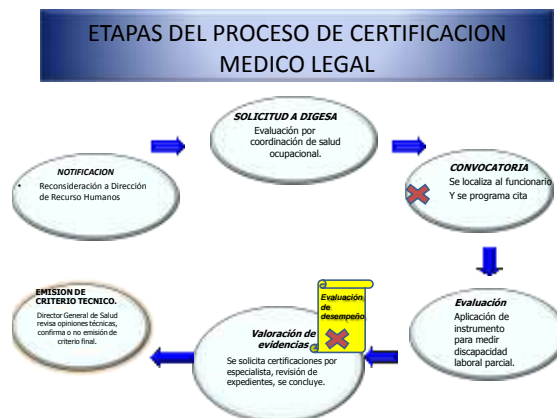 ETAPAS DEL PROCESO DE CERTIFICACION
MEDICO LEGAL
NOTIFICACION
• Reconsideración a Dirección
de Recurso Humanos
SOLICITUD A DIGESA
Evaluación por
coordinación de salud
ocupacional.
CONVOCATORIA
Se localiza al funcionario
Y se programa cita
Evaluación
Aplicación de
instrumento
para medir
discapacidad
laboral parcial.
Evaluación
de
desempeño
Valoración de
evidencias
Se solicita certificaciones por
especialista, revisión de
expedientes, se concluye.
EMISION DE
CRITERIO TECNICO.
Director General de Salud
revisa opiniones técnicas,
confirma o no emisión de
criterio final.